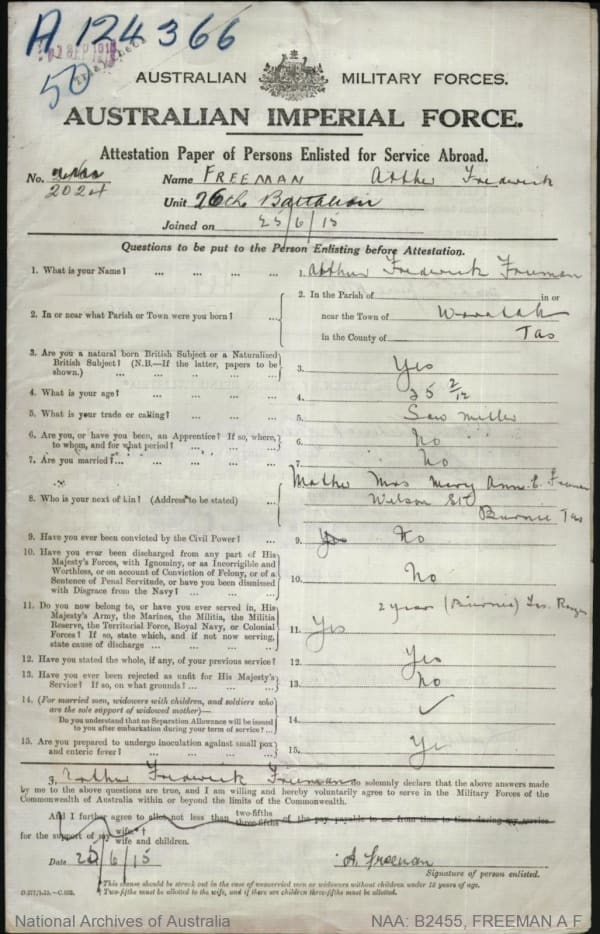 A 124366
50
AUSTRALIAN MILITARY FORCES.
AUSTRALIAN IMPERIAL FORCE.
Attestation Paper of Persons Enlisted for Service Abroad.
No. 2024 Name FREEMAN Arthur Frederick
Unit 26th Battalion
Joined on 25/6/15
Questions to be put to the Person Enlisting before Attestation.
1. What is your Name? ... ... ... ... 1. Arthur Frederick Freeman
2. In or near what Parish or Town were you born? ... ... 2. In the Parish of in or
near the Town of Waratah
in the County of Tas
3. Are you a natural born British Subject or a Naturalized
British Subject? (N.B.—If the latter, papers to be
shown.) ... ... ... ... 3. Yes
4. What is your age? ... ... ... ... 4. 25 2/12
5. What is your trade or calling? ... ... ... 5. Saw Miller
6. Are you, or have you been, an Apprentice? If so, where,
to whom, and for what period? ... ... ... 6. No
7. Are you married? ... ... ... ... 7. No
8. Who is your next of kin? (Address to be stated) ... 8. Mother Mrs Mary Ann E. Freeman
Wilson St
Burnie Tas
9. Have you ever been convicted by the Civil Power? ... 9. No
10. Have you ever been discharged from any part of His
Majesty's Forces, with Ignominy, or as Incorrigible and
Worthless, or on account of Conviction of Felony, or of a
Sentence of Penal Servitude, or have you been dismissed
with Disgrace from the Navy? ... ... ... 10. No
11. Do you now belong to, or have you ever served in, His
Majesty's Army, the Marines, the Militia, the Militia
Reserve, the Territorial Force, Royal Navy, or Colonial
Forces? If so, state which, and if not now serving,
state cause of discharge ... ... ... 11. Yes 2 year (Burnie) Tas.
12. Have you stated the whole, if any, of your previous service? 12. Yes
13. Have you ever been rejected as unfit for His Majesty's
Service? If so, on what grounds? ... ... ... 13. No
14. (For married men, widowers with children, and soldiers who
are the sole support of widowed mother)—
Do you understand that no Separation Allowance will be issued
to you after embarkation during your term of service? ... 14. ✓
15. Are you prepared to undergo inoculation against small pox
and enteric fever? ... ... ... ... 15. Yes
I, Arthur Frederick Freeman do solemnly declare that the above answers made
by me to the above questions are true, and I am willing and hereby voluntarily agree to serve in the Military Forces of the
Commonwealth of Australia within or beyond the limits of the Commonwealth.
And I further agree to allot not less than two-fifths three-fifths of the pay payable to me from time to time during my service
for the support of my wife*† wife and children.
Date 25/6/15 A. Freeman
Signature of person enlisted.
*This clause should be struck out in the case of unmarried men or widowers without children under 18 years of age.
†Two-fifths must be allotted to the wife, and if there are children three-fifths must be allotted.
National Archives of Australia NAA: B2455, FREEMAN A F